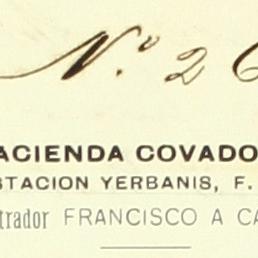 N.º 2
ACIENDA COVADO
STACION YERBANIS, F.
trador FRANCISCO A CA